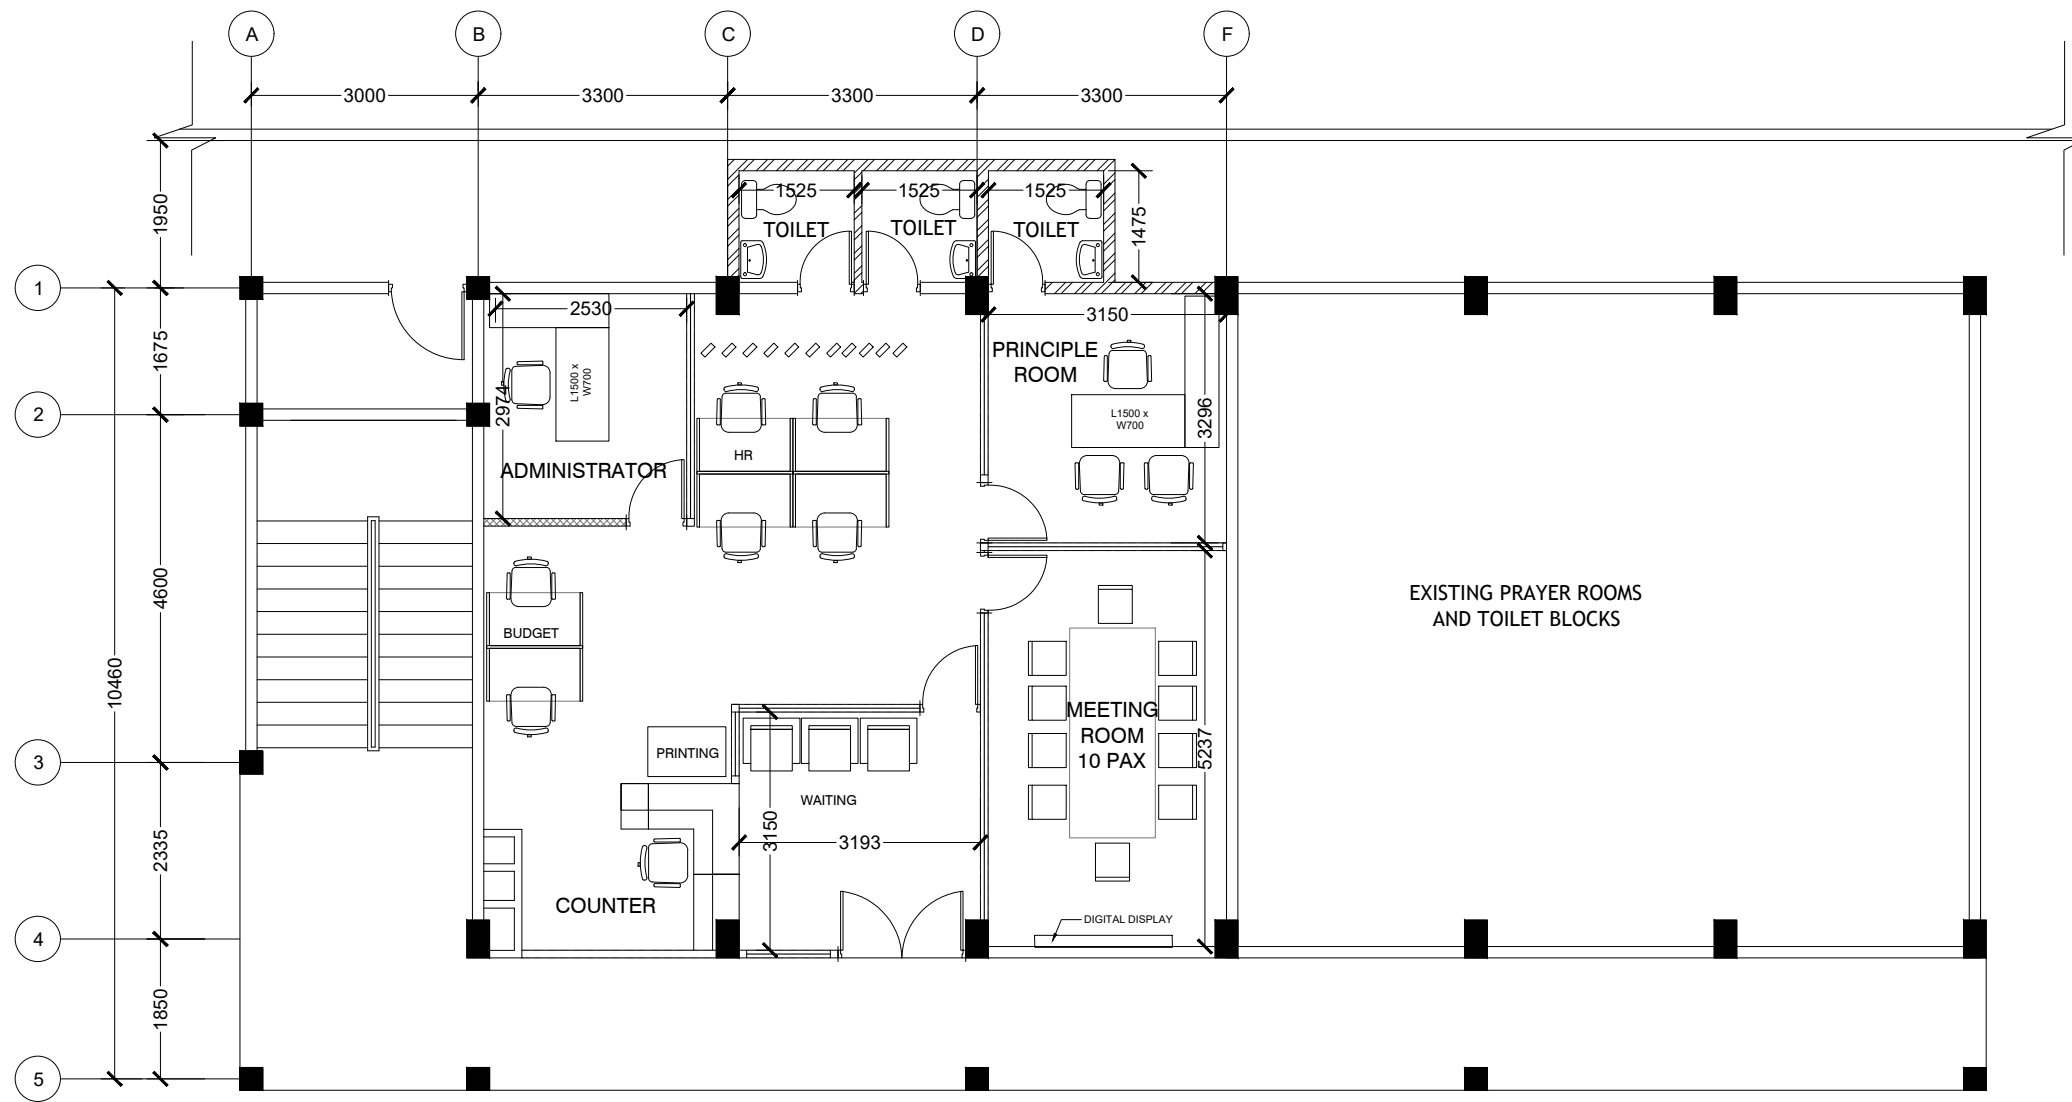 A
B
C
D
F
3000
3300
3300
3300
1950
1525
1525
1525
TOILET
TOILET
TOILET
1475
1
2530
3150
1675
PRINCIPLE
ROOM
L1500 x
W700
2974
L1500 x
W700
3296
2
HR
ADMINISTRATOR
4600
EXISTING PRAYER ROOMS
AND TOILET BLOCKS
BUDGET
10460
MEETING
ROOM
10 PAX
5237
3
PRINTING
WAITING
3150
3193
2335
COUNTER
DIGITAL DISPLAY
4
1850
5